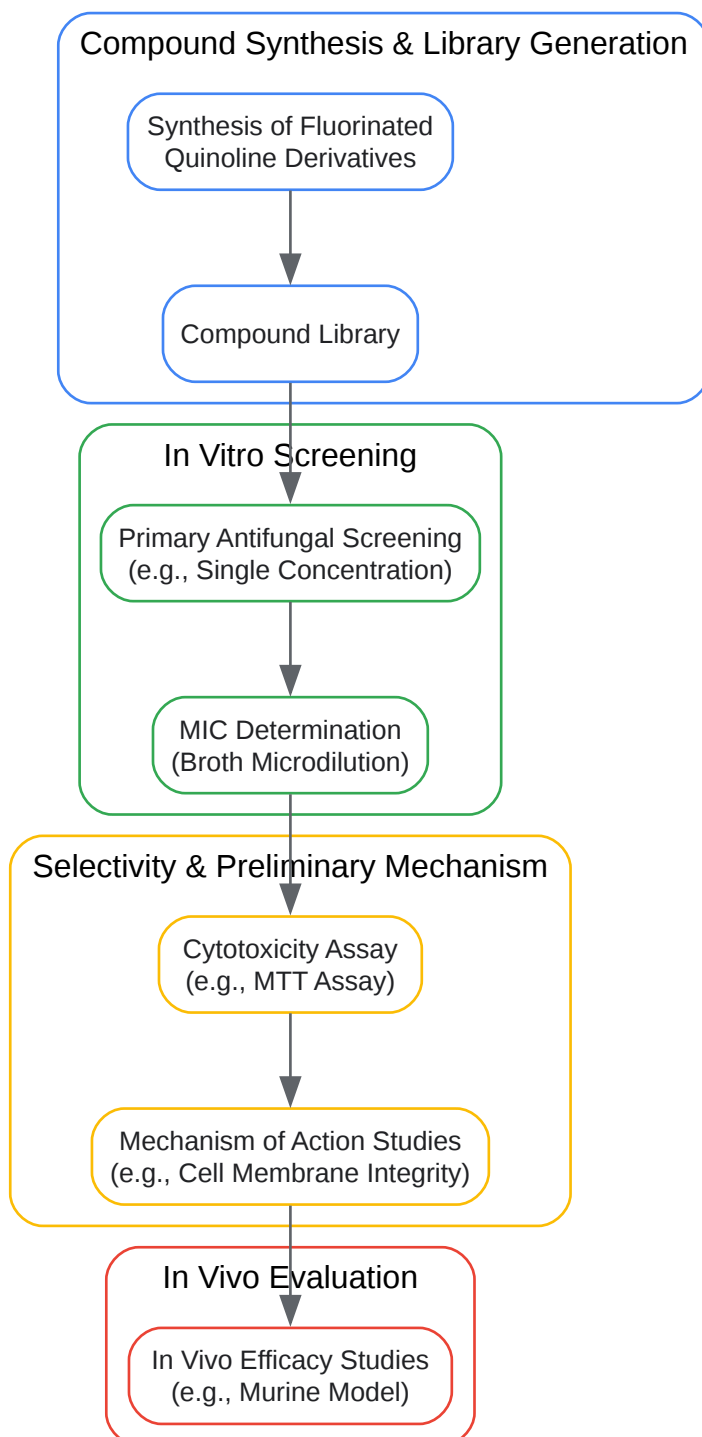 Compound Synthesis & Library Generation
Synthesis of Fluorinated
Quinoline Derivatives
Compound Library
In Vitro Screening
Primary Antifungal Screening
(e.g., Single Concentration)
MIC Determination
(Broth Microdilution)
Selectivity & Preliminary Mechanism
Cytotoxicity Assay
(e.g., MTT Assay)
Mechanism of Action Studies
(e.g., Cell Membrane Integrity)
In Vivo Evaluation
In Vivo Efficacy Studies
(e.g., Murine Model)